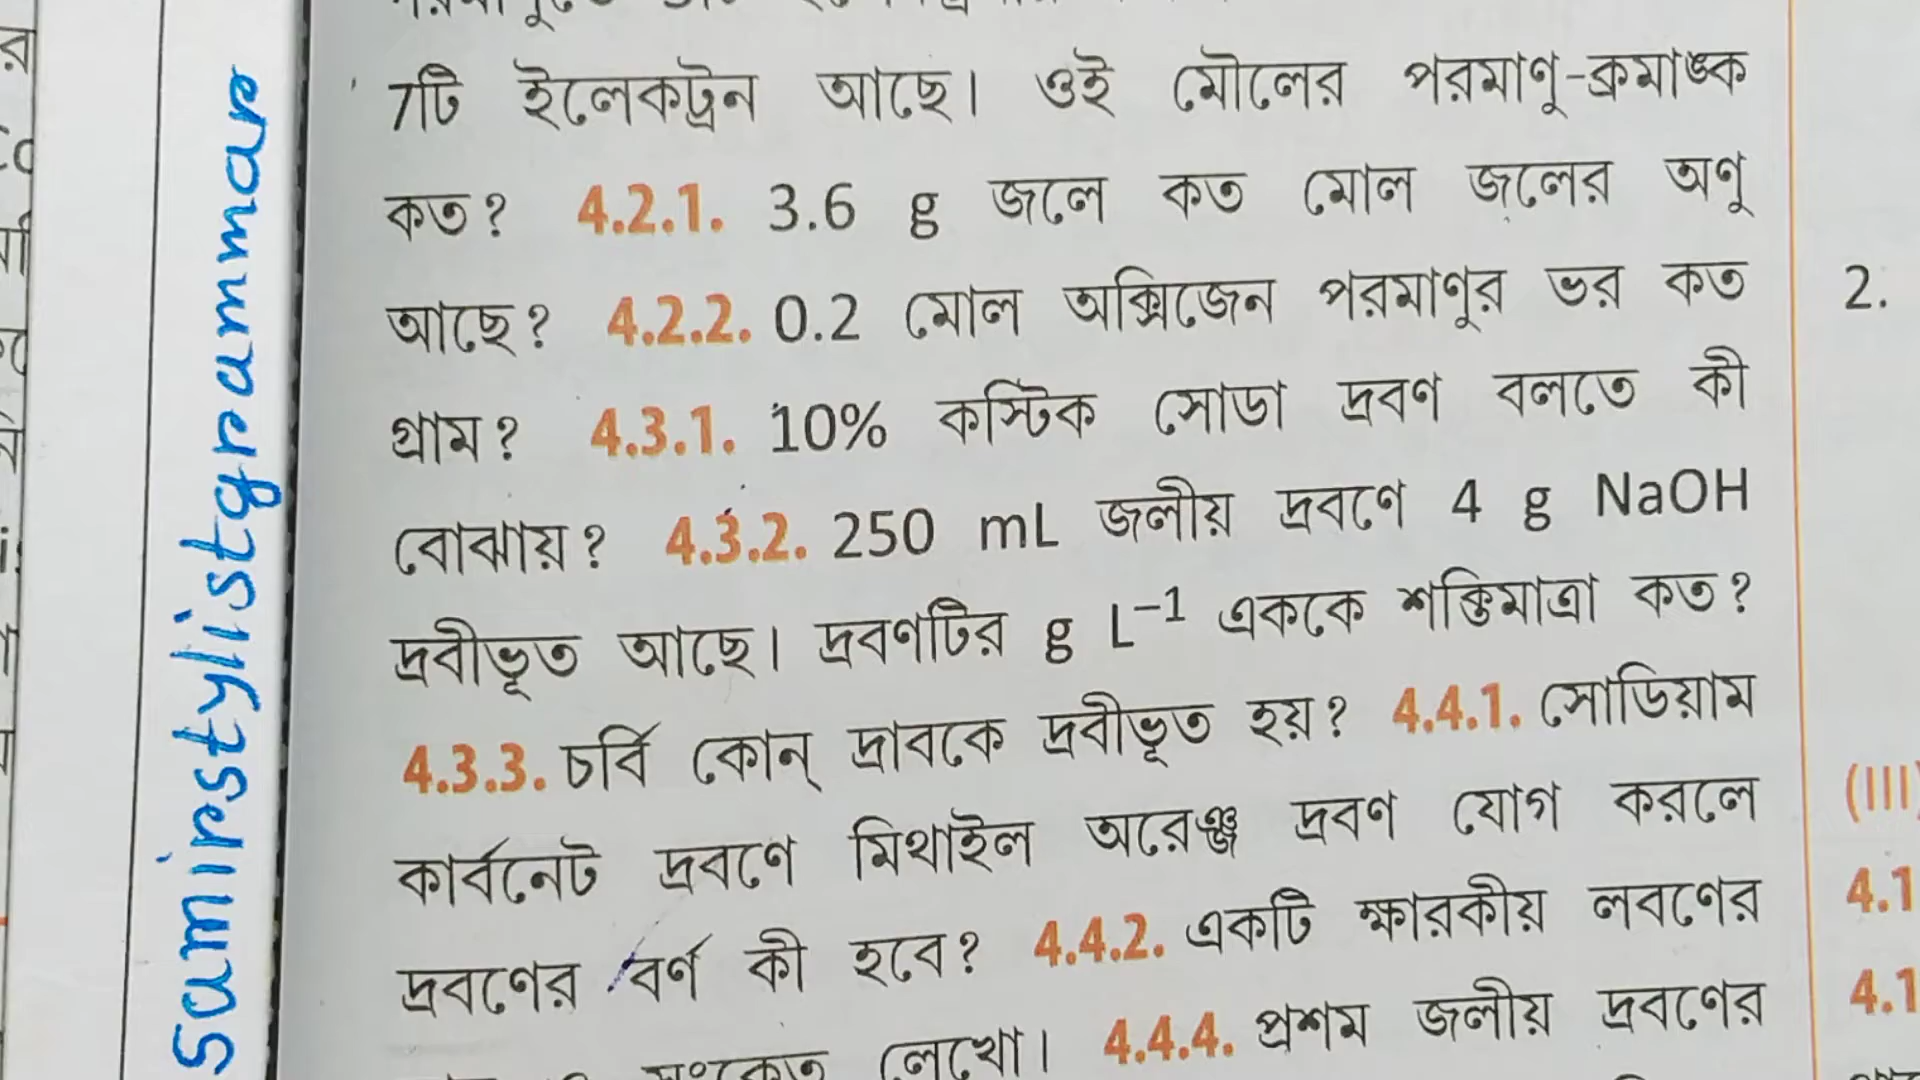 samirstylistgrammar
7টি ইলেকট্রন আছে। ওই মৌলের পরমাণু-ক্রমাঙ্ক
কত? 4.2.1. 3.6 g জলে কত মোল জলের অণু
আছে? 4.2.2. 0.2 মোল অক্সিজেন পরমাণুর ভর কত
গ্রাম? 4.3.1. 10% কস্টিক সোডা দ্রবণ বলতে কী
বোঝায়? 4.3.2. 250 mL জলীয় দ্রবণে 4 g NaOH
দ্রবীভূত আছে। দ্রবণটির g L⁻¹ এককে শক্তিমাত্রা কত?
4.3.3. চর্বি কোন্ দ্রাবকে দ্রবীভূত হয়? 4.4.1. সোডিয়াম
কার্বনেট দ্রবণে মিথাইল অরেঞ্জ দ্রবণ যোগ করলে
দ্রবণের বর্ণ কী হবে? 4.4.2. একটি ক্ষারকীয় লবণের
সংকেত লেখো। 4.4.4. প্রশম জলীয় দ্রবণের
2.
(III)
4.1
4.1